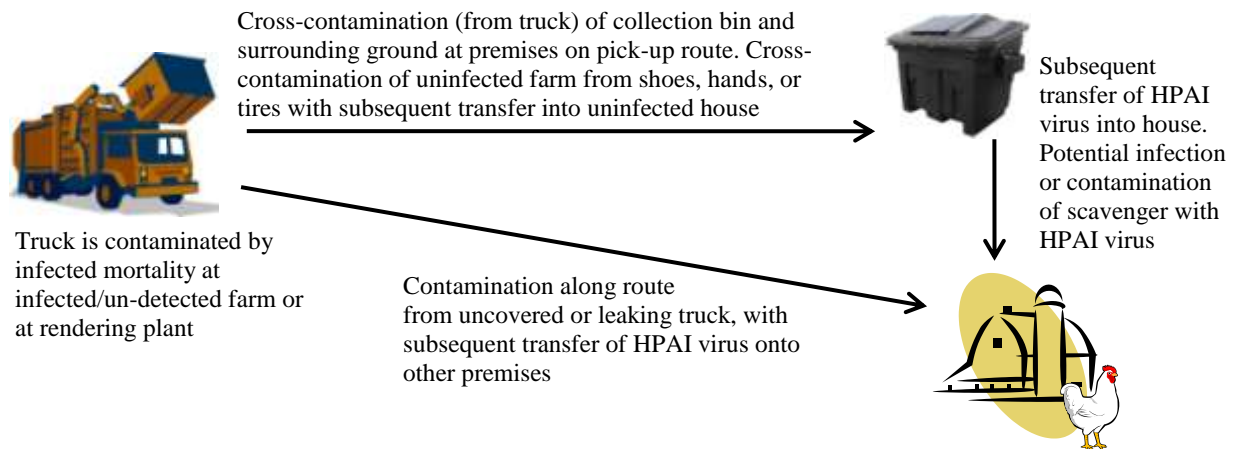 Cross-contamination (from truck) of collection bin and
surrounding ground at premises on pick-up route. Cross-
contamination of uninfected farm from shoes, hands, or
tires with subsequent transfer into uninfected house
Subsequent
transfer of HPAI
virus into house.
Potential infection
or contamination
of scavenger with
HPAI virus
Truck is contaminated by
infected mortality at
infected/un-detected farm or
at rendering plant
Contamination along route
from uncovered or leaking truck, with
subsequent transfer of HPAI virus onto
other premises